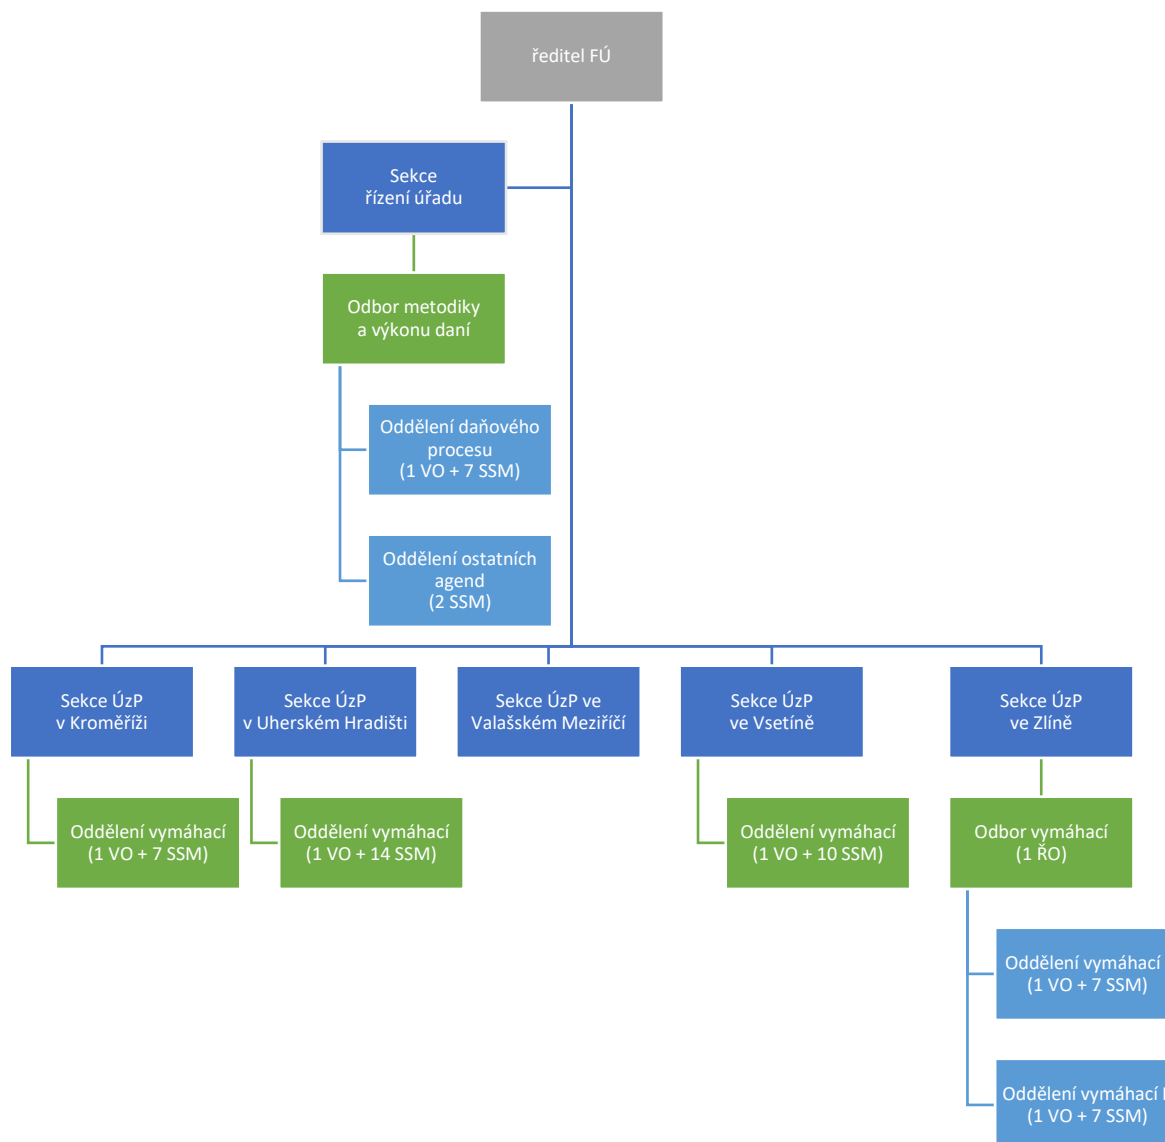 ředitel FÚ
Sekce
řízení úřadu
Odbor metodiky
a výkonu daní
Oddělení daňového
procesu
(1 VO + 7 SSM)
Oddělení ostatních
agend
(2 SSM)
Sekce ÚzP
v Kroměříži
Sekce ÚzP
v Uherském Hradišti
Sekce ÚzP ve
Valašském Meziříčí
Sekce ÚzP
ve Vsetíně
Sekce ÚzP
ve Zlíně
Oddělení vymáhací
(1 VO + 7 SSM)
Oddělení vymáhací
(1 VO + 14 SSM)
Oddělení vymáhací
(1 VO + 10 SSM)
Odbor vymáhací
(1 ŘO)
Oddělení vymáhací
(1 VO + 7 SSM)
Oddělení vymáhací
(1 VO + 7 SSM)